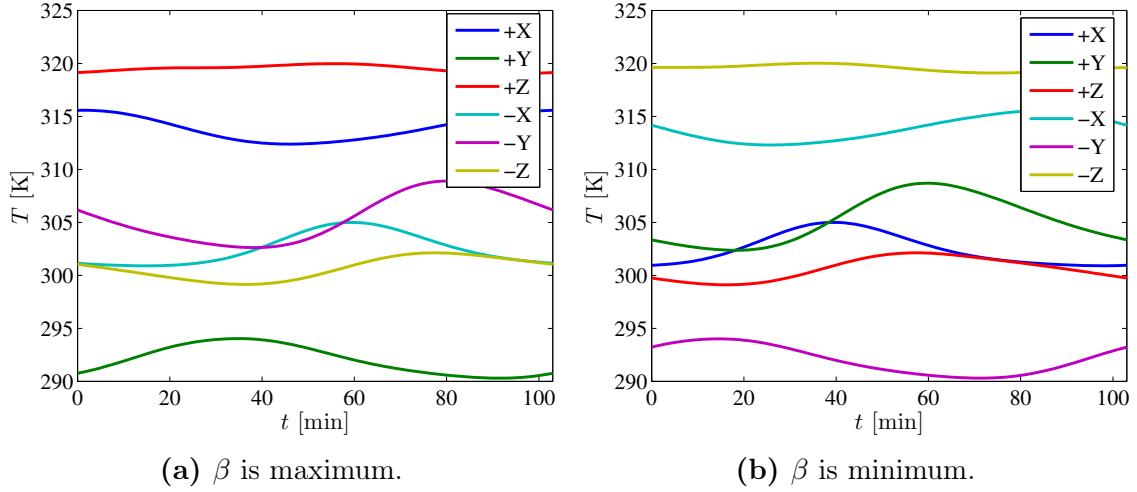 325
320
315
310
305
300
295
290
T [K]
0
20
40
60
80
100
t [min]
+X
+Y
+Z
−X
−Y
−Z
(a) β is maximum.
325
320
315
310
305
300
295
290
T [K]
0
20
40
60
80
100
t [min]
+X
+Y
+Z
−X
−Y
−Z
(b) β is minimum.